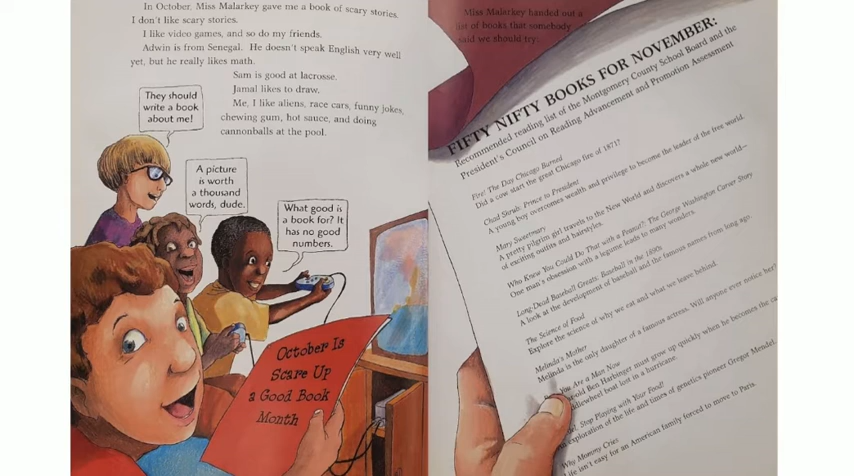 In October, Miss Malarkey gave me a book of scary stories.
I don't like scary stories.
I like video games, and so do my friends.
Adwin is from Senegal. He doesn't speak English very well
yet, but he really likes math.
Sam is good at lacrosse.
Jamal likes to draw.
Me, I like aliens, race cars, funny jokes,
chewing gum, hot sauce, and doing
cannonballs at the pool.
They should
write a book
about me!
A picture
is worth
a thousand
words, dude.
What good is
a book for? It
has no good
numbers.
October Is
Scare Up
a Good Book
Month
Miss Malarkey handed out a
list of books that somebody
said we should try.
FIFTY NIFTY BOOKS FOR NOVEMBER:
Recommended reading list of the Montgomery County School Board and the
President's Council on Reading Advancement and Promotion Assessment
Fire! The Day Chicago Burned
Did a cow start the great Chicago fire of 1871?
Chad Shrub: Prince to President
A young boy overcomes wealth and privilege to become the leader of the free world.
Mary Sweetmary
A pretty pilgrim girl travels to the New World and discovers a whole new world—
of exciting outfits and hairstyles.
Who Knew You Could Do That with a Peanut?: The George Washington Carver Story
One man's obsession with a legume leads to many wonders.
Long-Dead Baseball Greats: Baseball in the 1890s
A look at the development of baseball and the famous names from long ago.
The Science of Food
Explore the science of why we eat and what we leave behind.
Melinda's Mother
Melinda is the only daughter of a famous actress. Will anyone ever notice her?
You Are a Man Now
Ben Harbinger must grow up quickly when he becomes the
boat lost in a hurricane.
Stop Playing with Your Food!
An exploration of the life and times of genetics pioneer Gregor Mendel.
Why Mommy Cries
Life isn't easy for an American family forced to move to Paris.